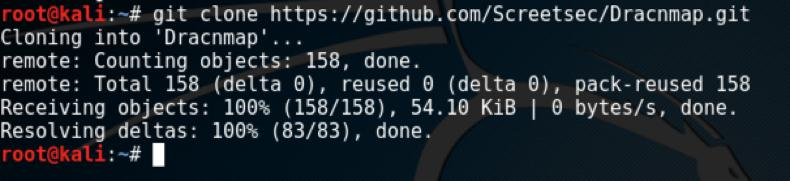 root@kali:~# git clone https://github.com/Screetsec/Dracnmap.git
Cloning into 'Dracnmap'...
remote: Counting objects: 158, done.
remote: Total 158 (delta 0), reused 0 (delta 0), pack-reused 158
Receiving objects: 100% (158/158), 54.10 KiB | 0 bytes/s, done.
Resolving deltas: 100% (83/83), done.
root@kali:~#